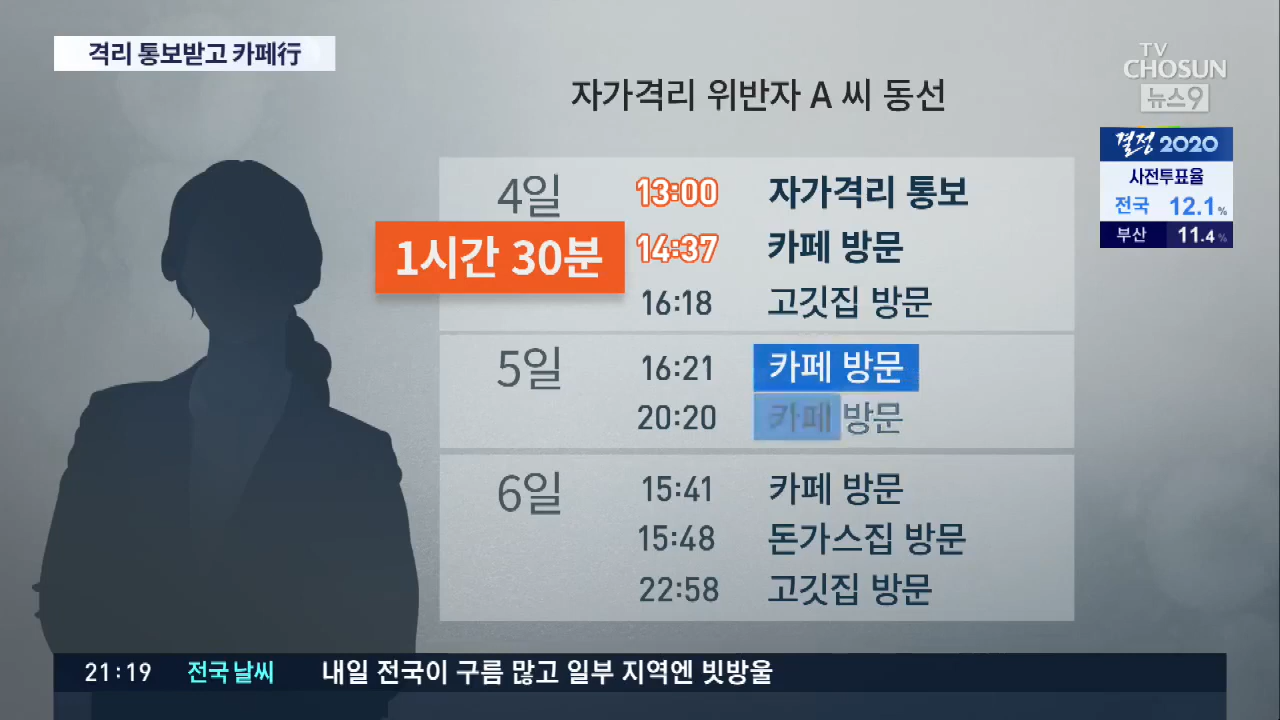 격리 통보받고 카페行
TV
CHOSUN
뉴스9
결정 2020
사전투표율
전국 12.1%
부산 11.4%
자가격리 위반자 A 씨 동선
4일 13:00 자가격리 통보
1시간 30분 14:37 카페 방문
16:18 고깃집 방문
5일 16:21 카페 방문
20:20 카페 방문
6일 15:41 카페 방문
15:48 돈가스집 방문
22:58 고깃집 방문
21:19 전국 날씨 내일 전국이 구름 많고 일부 지역엔 빗방울